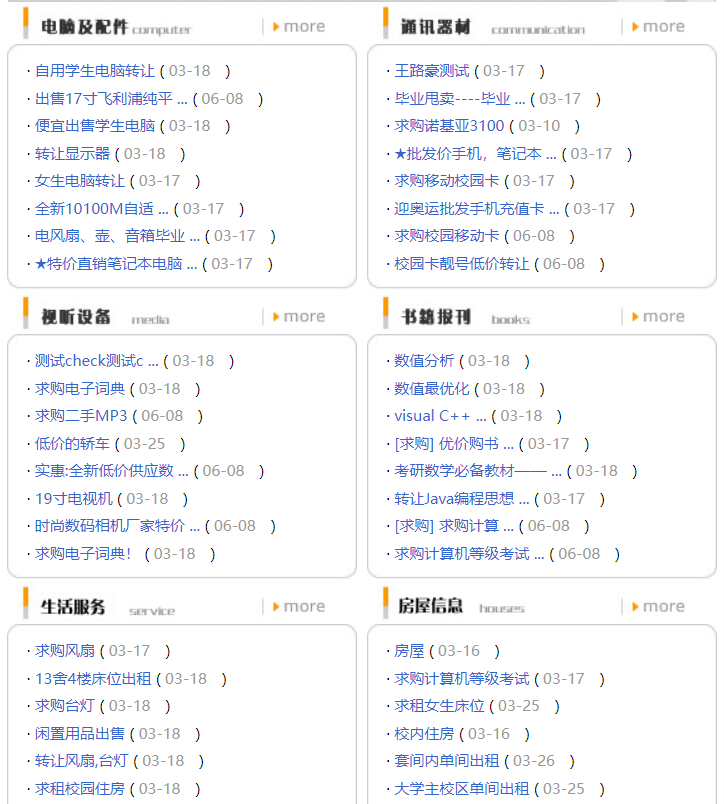 电脑及配件 computer more
· 自用学生电脑转让 ( 03-18 )
· 出售17寸飞利浦纯平 ... ( 06-08 )
· 便宜出售学生电脑 ( 03-18 )
· 转让显示器 ( 03-18 )
· 女生电脑转让 ( 03-17 )
· 全新10100M自适 ... ( 03-17 )
· 电风扇、壶、音箱毕业 ... ( 03-17 )
· ★特价直销笔记本电脑 ... ( 03-17 )
通讯器材 communication more
· 王路豪测试 ( 03-17 )
· 毕业甩卖----毕业 ... ( 03-17 )
· 求购诺基亚3100 ( 03-10 )
· ★批发价手机，笔记本 ... ( 03-17 )
· 求购移动校园卡 ( 03-17 )
· 迎奥运批发手机充值卡 ... ( 03-17 )
· 求购校园移动卡 ( 06-08 )
· 校园卡靓号低价转让 ( 06-08 )
视听设备 media more
· 测试check测试c ... ( 03-18 )
· 求购电子词典 ( 03-18 )
· 求购二手MP3 ( 06-08 )
· 低价的轿车 ( 03-25 )
· 实惠:全新低价供应数 ... ( 06-08 )
· 19寸电视机 ( 03-18 )
· 时尚数码相机厂家特价 ... ( 06-08 )
· 求购电子词典！ ( 03-18 )
书籍报刊 books more
· 数值分析 ( 03-18 )
· 数值最优化 ( 03-18 )
· visual C++ ... ( 03-18 )
· [求购] 优价购书 ... ( 03-17 )
· 考研数学必备教材—— ... ( 03-18 )
· 转让Java编程思想 ... ( 03-17 )
· [求购] 求购计算 ... ( 06-08 )
· 求购计算机等级考试 ... ( 06-08 )
生活服务 service more
· 求购风扇 ( 03-17 )
· 13舍4楼床位出租 ( 03-18 )
· 求购台灯 ( 03-18 )
· 闲置用品出售 ( 03-18 )
· 转让风扇,台灯 ( 03-18 )
· 求租校园住房 ( 03-18 )
房屋信息 houses more
· 房屋 ( 03-16 )
· 求购计算机等级考试 ( 03-17 )
· 求租女生床位 ( 03-25 )
· 校内住房 ( 03-16 )
· 套间内单间出租 ( 03-26 )
· 大学主校区单间出租 ( 03-25 )